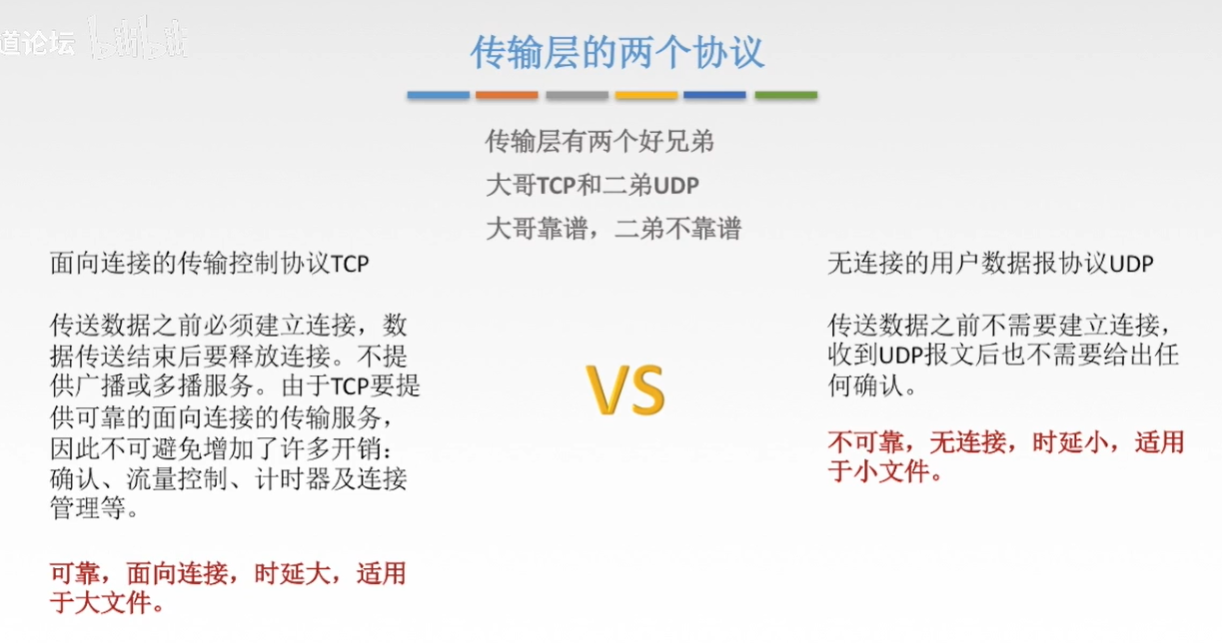 道论坛
bilibili
传输层的两个协议
传输层有两个好兄弟
大哥TCP和二弟UDP
大哥靠谱，二弟不靠谱
面向连接的传输控制协议TCP
传送数据之前必须建立连接，数
据传送结束后要释放连接。不提
供广播或多播服务。由于TCP要提
供可靠的面向连接的传输服务，
因此不可避免增加了许多开销：
确认、流量控制、计时器及连接
管理等。
可靠，面向连接，时延大，适用
于大文件。
VS
无连接的用户数据报协议UDP
传送数据之前不需要建立连接，
收到UDP报文后也不需要给出任
何确认。
不可靠，无连接，时延小，适用
于小文件。